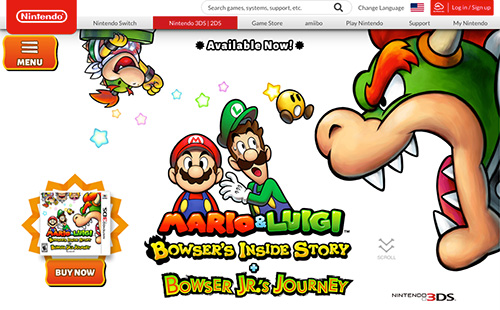 Nintendo
Search games, systems, support, etc.
Change Language
Log in / Sign up
Nintendo Switch
Nintendo 3DS | 2DS
Game Store
amiibo
Play Nintendo
Support
My Nintendo
MENU
Available Now!
MARIO & LUIGI
BOWSER'S INSIDE STORY
+
BOWSER JR.'S JOURNEY
BUY NOW
SCROLL
NINTENDO 3DS